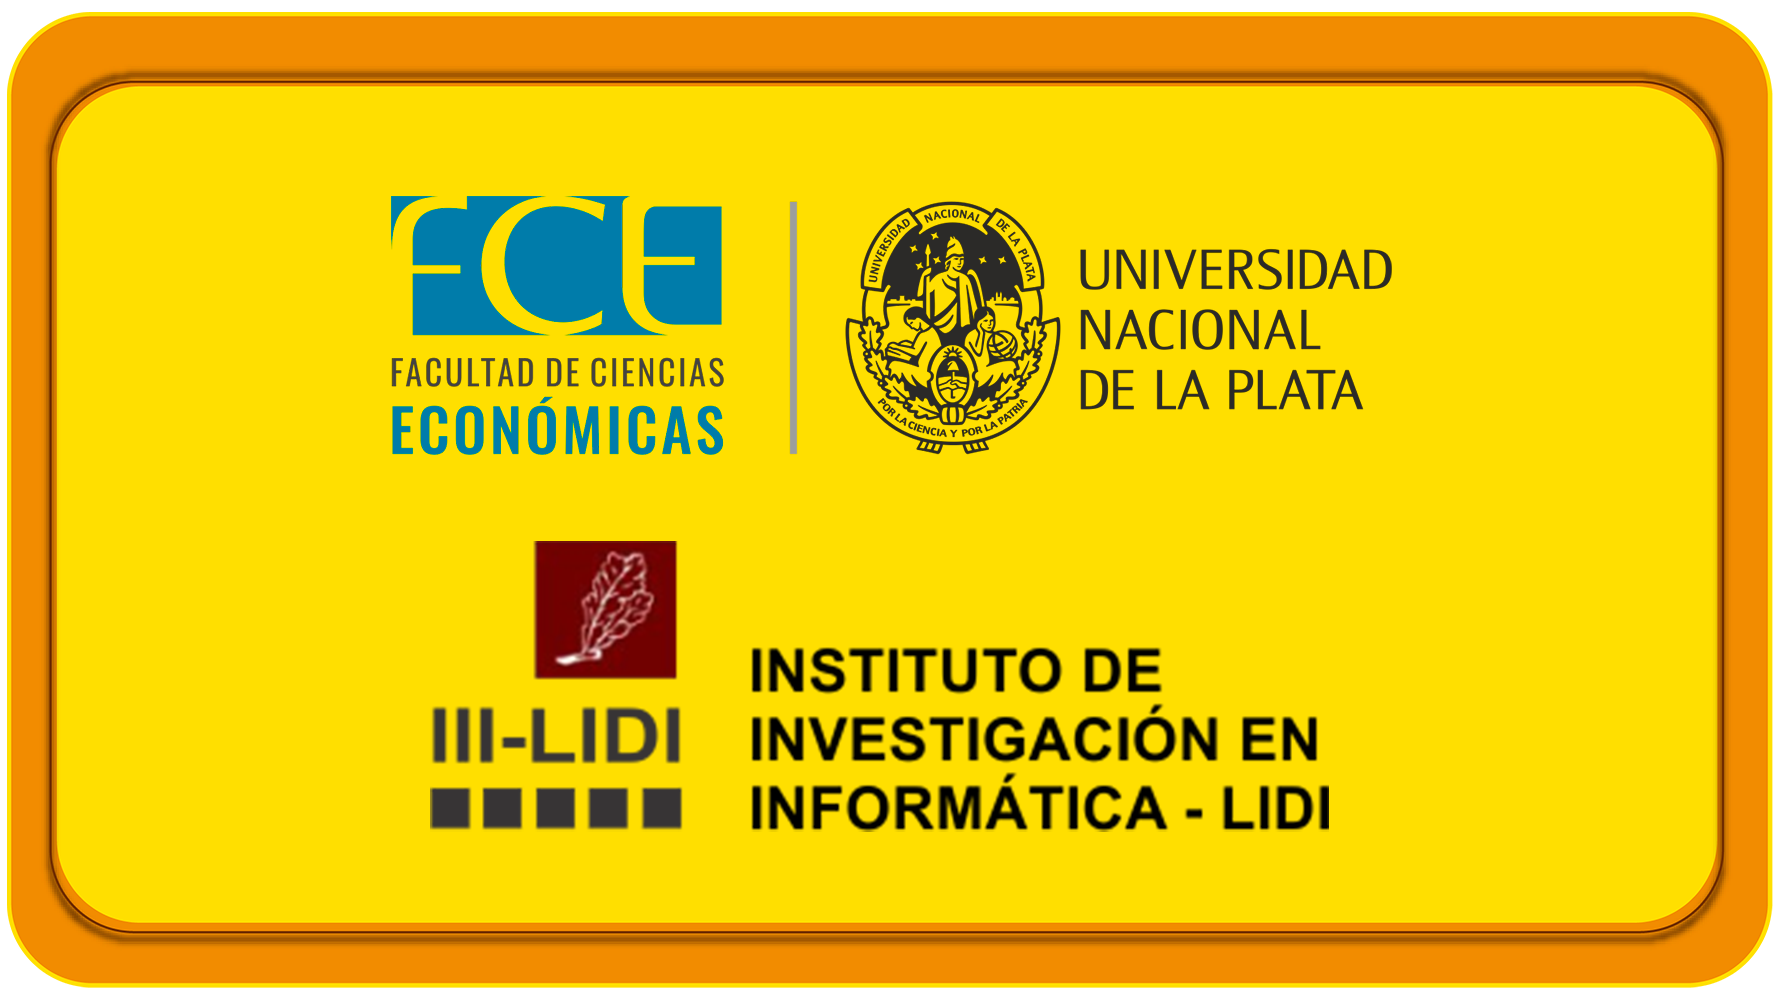 FCE
FACULTAD DE CIENCIAS
ECONÓMICAS
UNIVERSIDAD NACIONAL DE LA PLATA
POR LA CIENCIA Y POR LA PATRIA
UNIVERSIDAD
NACIONAL
DE LA PLATA
III-LIDI
INSTITUTO DE
INVESTIGACIÓN EN
INFORMÁTICA - LIDI